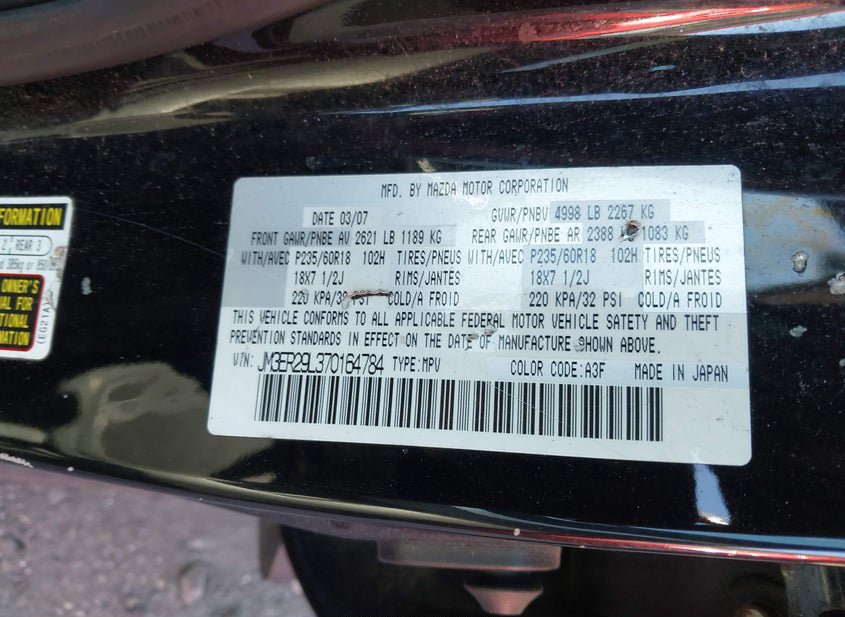 MFD. BY MAZDA MOTOR CORPORATION
DATE 03/07 GVWR/PNBV 4998 LB 2267 KG
FRONT GAWR/PNBE AV 2621 LB 1189 KG REAR GAWR/PNBE AR 2388 1083 KG
WITH/AVEC P235/60R18 102H TIRES/PNEUS WITH/AVEC P235/60R18 102H TIRES/PNEUS
18X7 1/2J RIMS/JANTES 18X7 1/2J RIMS/JANTES
220 KPA/32 PSI COLD/A FROID 220 KPA/32 PSI COLD/A FROID
THIS VEHICLE CONFORMS TO ALL APPLICABLE FEDERAL MOTOR VEHICLE SAFETY AND THEFT
PREVENTION STANDARDS IN EFFECT ON THE DATE OF MANUFACTURE SHOWN ABOVE.
VIN: JM3ER29L370164784 TYPE:MPV COLOR CODE:A3F MADE IN JAPAN
FORMATION
2 REAR 3
OWNER'S
FOR
MATION